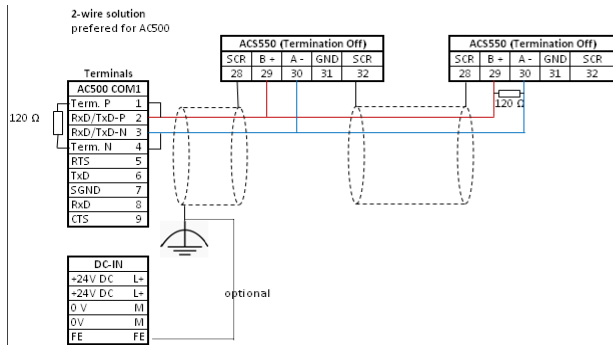 2-wire solution
prefered for AC500
ACS550 (Termination Off)
SCR B + A - GND SCR
28 29 30 31 32
ACS550 (Termination Off)
SCR B + A - GND SCR
28 29 30 31 32
120 Ω
Terminals
AC500 COM1
Term. P 1
RxD/TxD-P 2
RxD/TxD-N 3
Term. N 4
RTS 5
TxD 6
SGND 7
RxD 8
CTS 9
120 Ω
DC-IN
+24V DC L+
+24V DC L+
0 V M
0V M
FE FE
optional